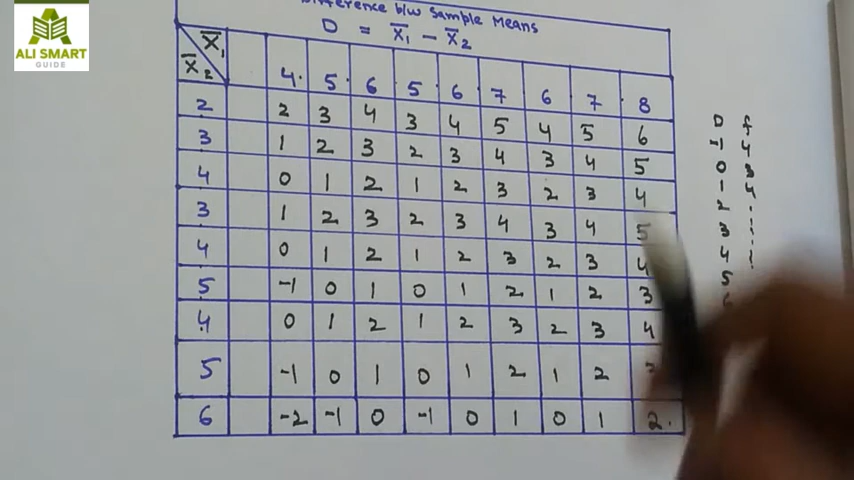 ALI SMART
GUIDE
Difference b/w Sample Means
D = X̅₁ - X̅₂
X̅₁
X̅₂
4. 5. 6 5. 6 7 6 7 8
2 2 3 4 3 4 5 4 5 6
3 1 2 3 2 3 4 3 4 5
4 0 1 2 1 2 3 2 3 4
3 1 2 3 2 3 4 3 4 5
4 0 1 2 1 2 3 2 3 4
5 -1 0 1 0 1 2 1 2 3
4 0 1 2 1 2 3 2 3 4
5 -1 0 1 0 1 2 1 2
6 -2 -1 0 -1 0 1 0 1 2.
D f
-1 4
0
1 4
2
3
4
5